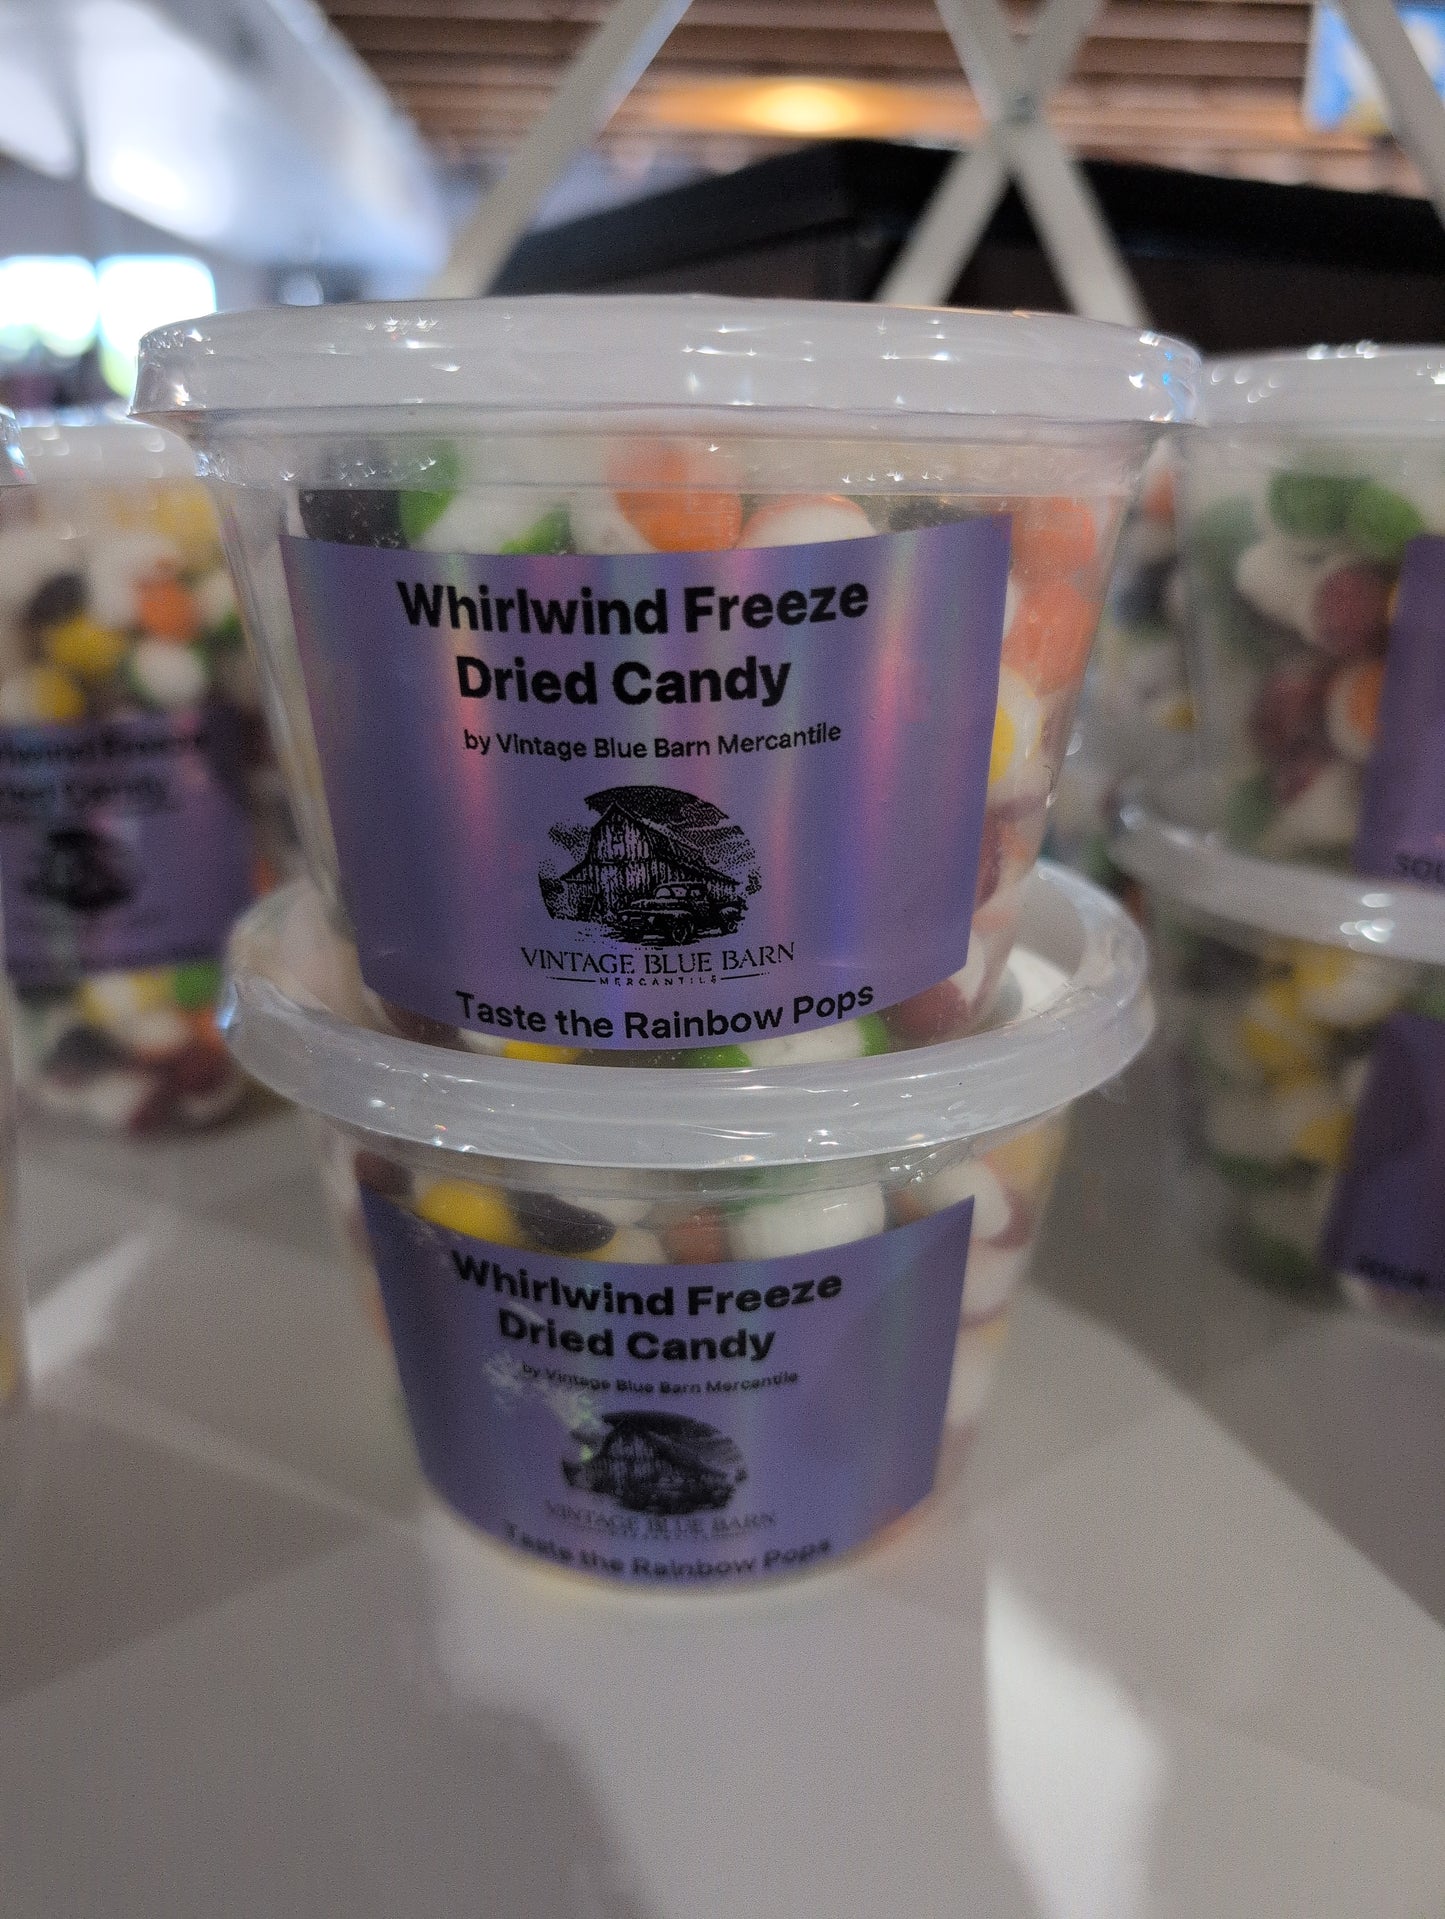 Whirlwind Freeze
Dried Candy
by Vintage Blue Barn Mercantile
VINTAGE BLUE BARN
MERCANTILE
Taste the Rainbow Pops
Whirlwind Freeze
Dried Candy
by Vintage Blue Barn Mercantile
VINTAGE BLUE BARN
Taste the Rainbow Pops